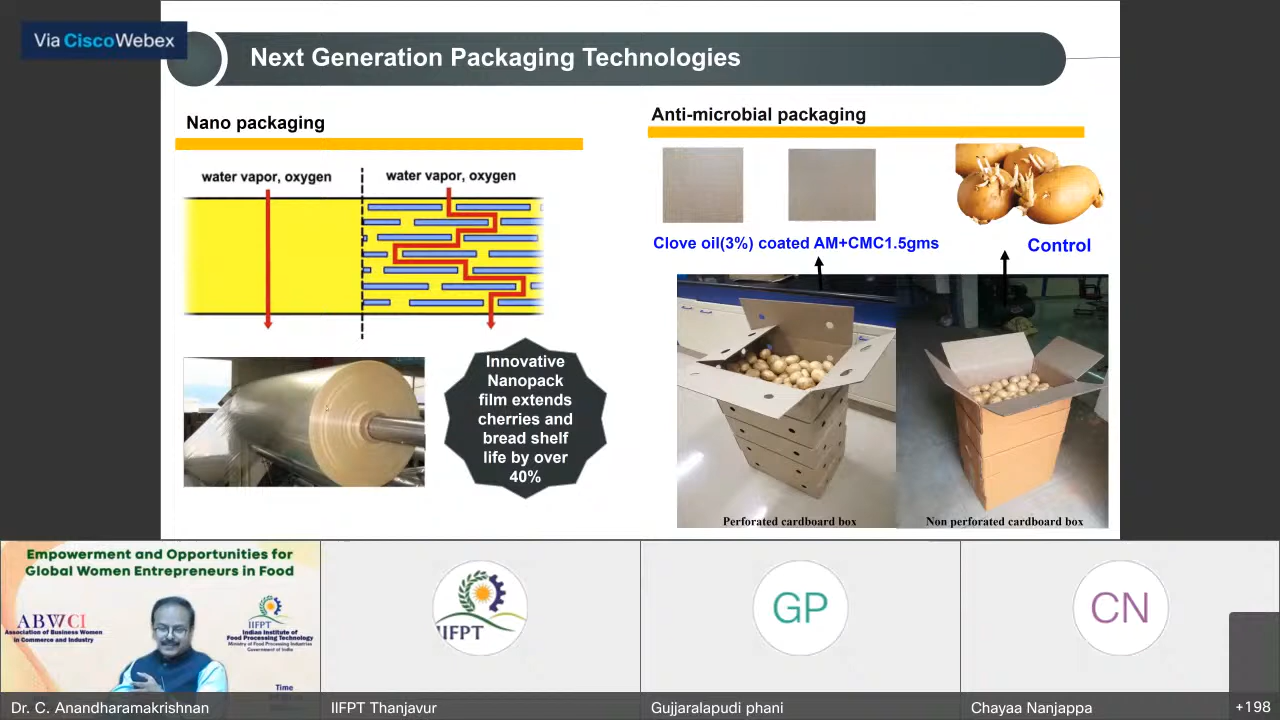 Via CiscoWebex
Next Generation Packaging Technologies
Nano packaging
water vapor, oxygen
water vapor, oxygen
Innovative
Nanopack
film extends
cherries and
bread shelf
life by over
40%
Anti-microbial packaging
Clove oil(3%) coated AM+CMC1.5gms
Control
Perforated cardboard box
Non perforated cardboard box
Empowerment and Opportunities for
Global Women Entrepreneurs in Food
ABWCI
Association of Business Women
in Commerce and Industry
IIFPT
Indian Institute of
Food Processing Technology
Ministry of Food Processing Industries
Government of India
Time
Dr. C. Anandharamakrishnan
IIFPT
IIFPT Thanjavur
GP
Gujjaralapudi phani
CN
Chayaa Nanjappa
+198